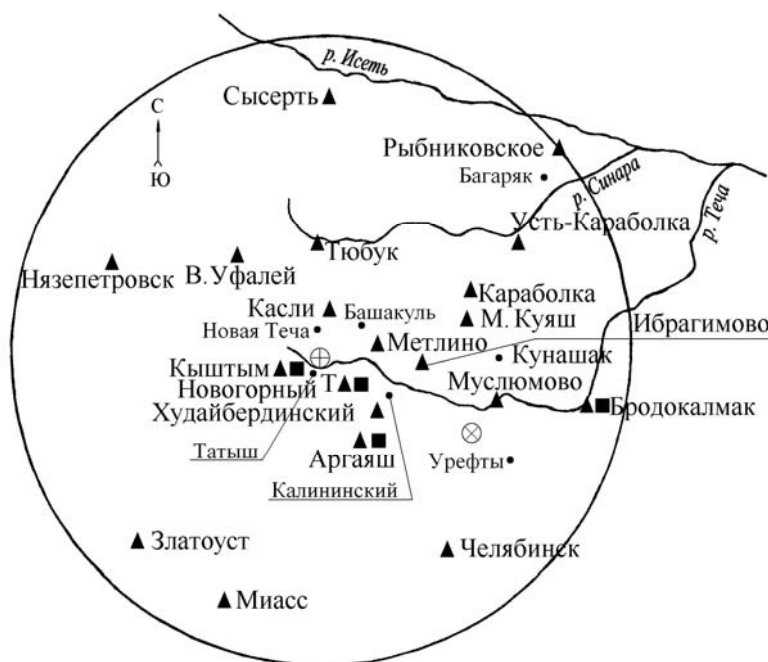 р. Исеть
Сысерть
С
Ю
Рыбниковское
Багаряк
р. Синара
р. Теча
Усть-Караболка
Тюбук
Нязепетровск
В. Уфалей
Караболка
Касли
Башакуль
М. Куяш
Ибрагимово
Новая Теча
Метлино
Кунашак
Кыштым
Новогорный
Т
Муслюмово
Худайбердинский
Бродокалмак
Татыш
Аргаяш
Урефты
Калининский
Златоуст
Челябинск
Миасс